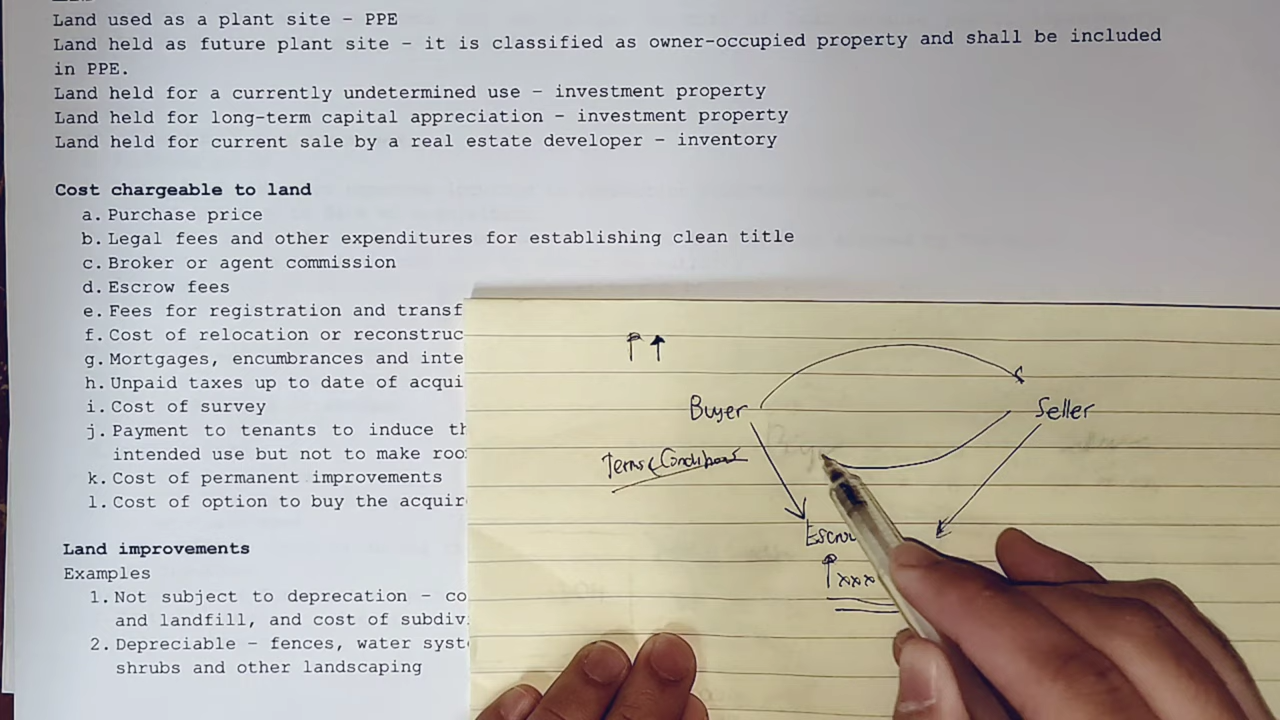 Land used as a plant site – PPE
Land held as future plant site – it is classified as owner-occupied property and shall be included
in PPE.
Land held for a currently undetermined use – investment property
Land held for long-term capital appreciation – investment property
Land held for current sale by a real estate developer – inventory
Cost chargeable to land
a. Purchase price
b. Legal fees and other expenditures for establishing clean title
c. Broker or agent commission
d. Escrow fees
e. Fees for registration and transf
f. Cost of relocation or reconstruc
g. Mortgages, encumbrances and inte
h. Unpaid taxes up to date of acqui
i. Cost of survey
j. Payment to tenants to induce th
intended use but not to make roo
k. Cost of permanent improvements
l. Cost of option to buy the acquir
Land improvements
Examples
1. Not subject to deprecation – co
and landfill, and cost of subdiv
2. Depreciable – fences, water syst
shrubs and other landscaping
₱
Buyer Seller
Terms & Conditions
Escrow
₱xxx